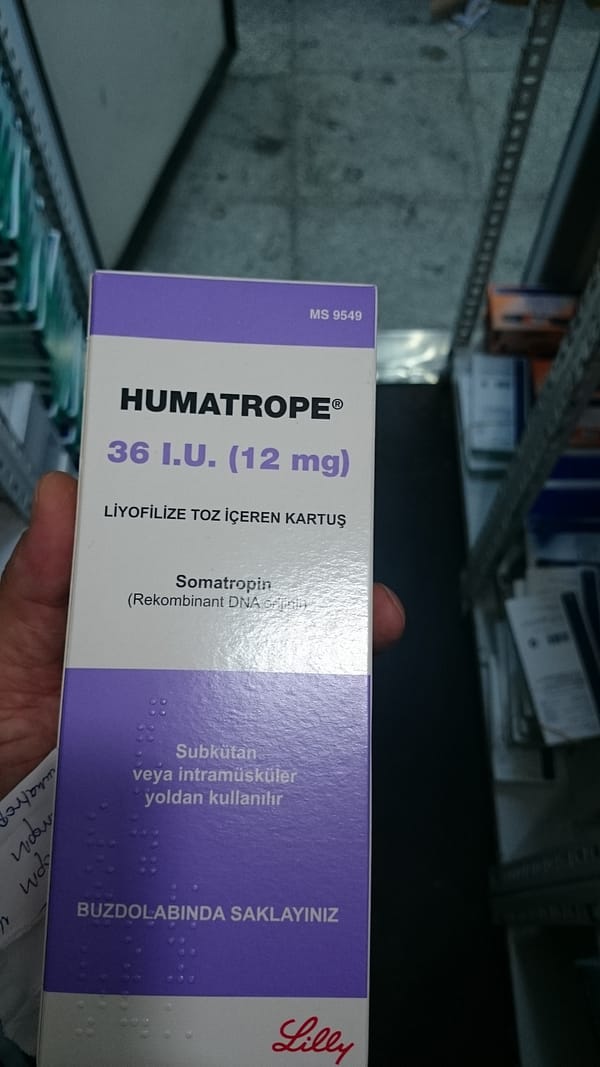 MS 9549
HUMATROPE®
36 I.U. (12 mg)
LİYOFİLİZE TOZ İÇEREN KARTUŞ
Somatropin
(Rekombinant DNA orijinli)
Subkütan
veya intramüsküler
yoldan kullanılır
BUZDOLABINDA SAKLAYINIZ
Lilly